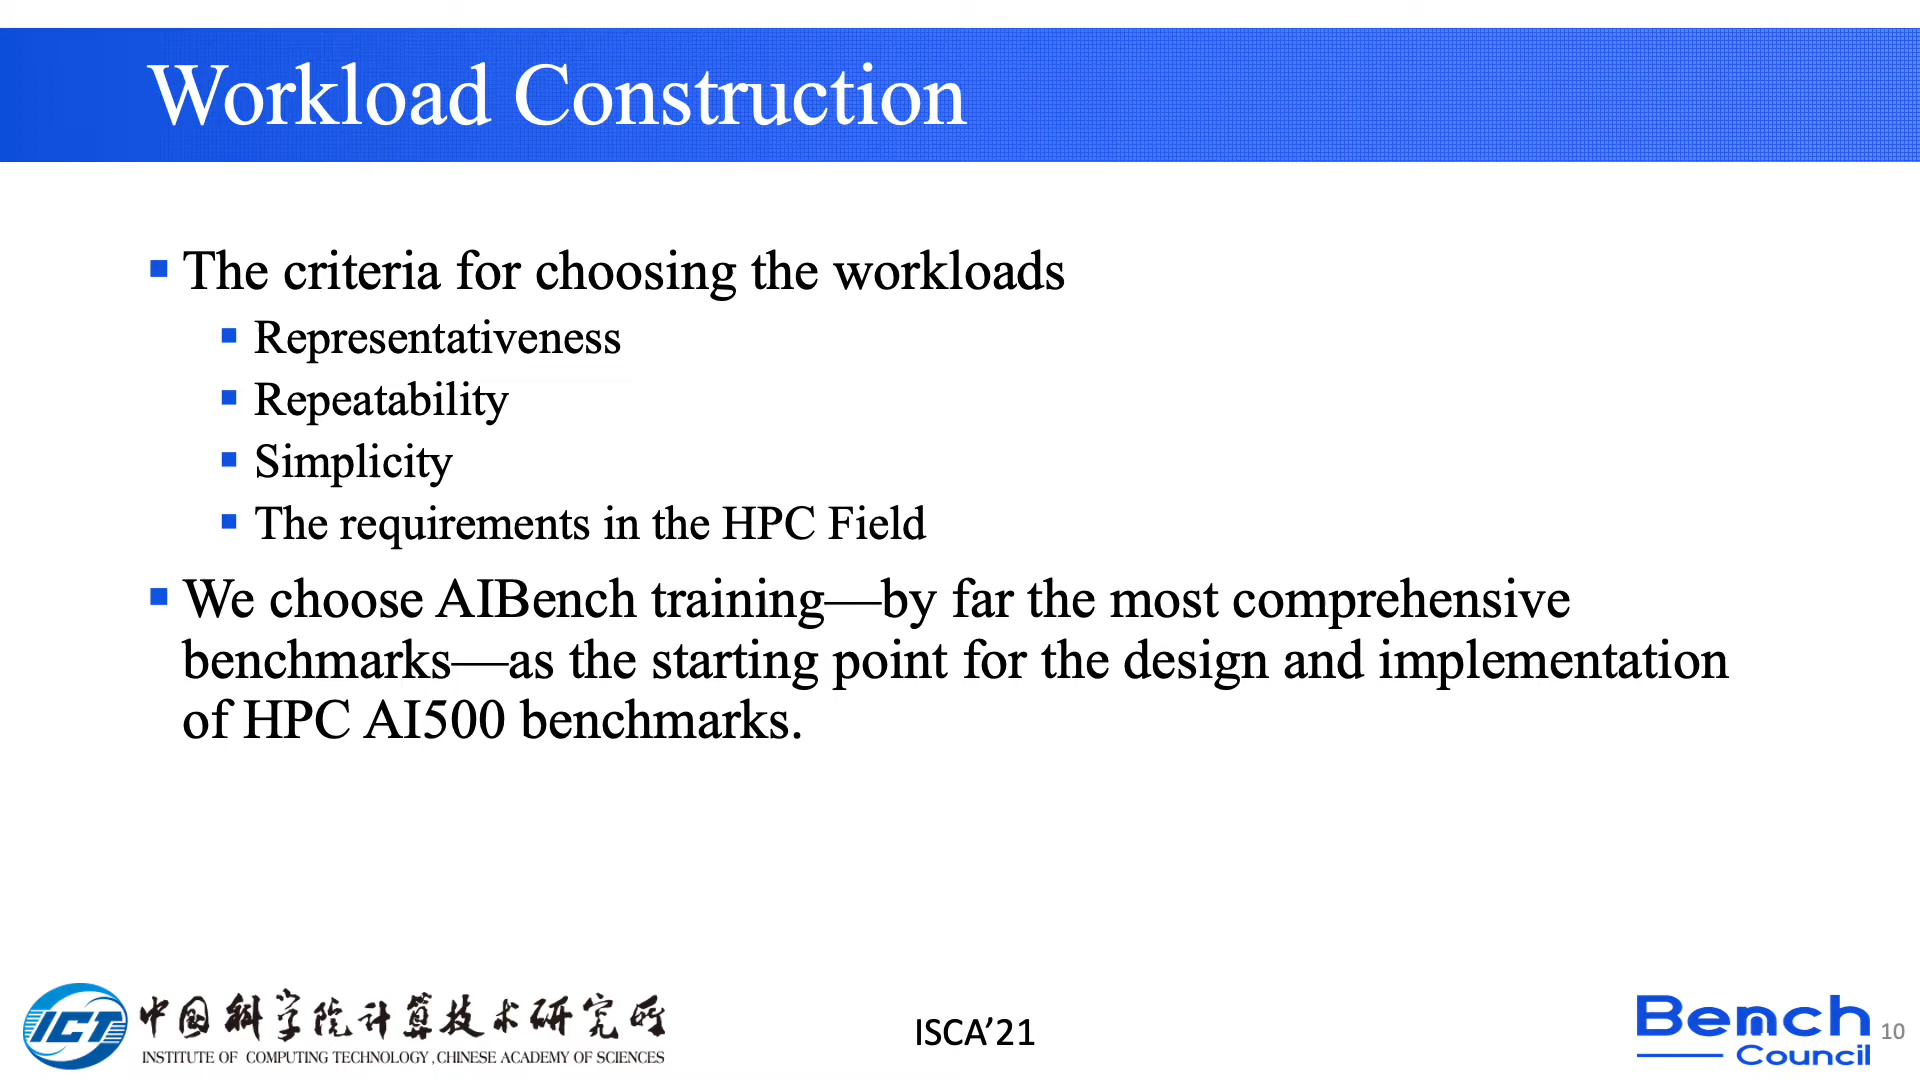 Workload Construction
The criteria for choosing the workloads
Representativeness
Repeatability
Simplicity
The requirements in the HPC Field
We choose AIBench training—by far the most comprehensive
benchmarks—as the starting point for the design and implementation
of HPC AI500 benchmarks.
ICT
中国科学院计算技术研究所
INSTITUTE OF COMPUTING TECHNOLOGY, CHINESE ACADEMY OF SCIENCES
ISCA’21
Bench
Council
10